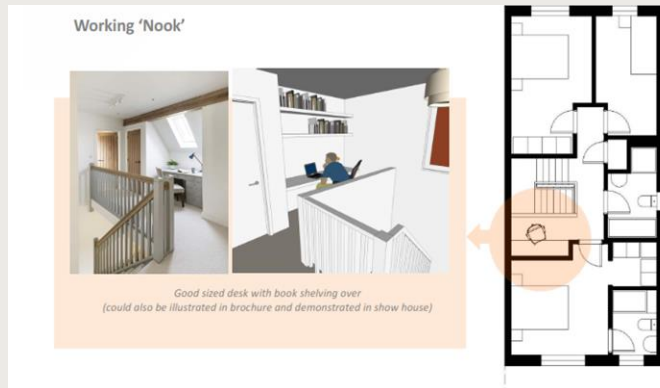 Working ‘Nook’
Good sized desk with book shelving over
(could also be illustrated in brochure and demonstrated in show house)